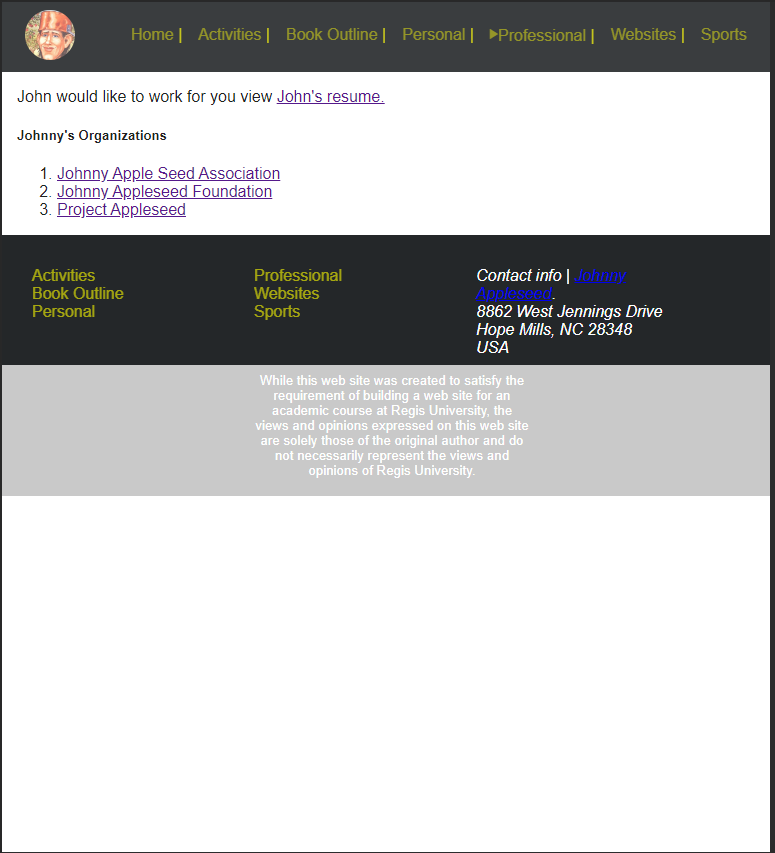 Home | Activities | Book Outline | Personal | ▶Professional | Websites | Sports
John would like to work for you view John's resume.
Johnny's Organizations
1. Johnny Apple Seed Association
2. Johnny Appleseed Foundation
3. Project Appleseed
Activities
Book Outline
Personal
Professional
Websites
Sports
Contact info | Johnny
Appleseed.
8862 West Jennings Drive
Hope Mills, NC 28348
USA
While this web site was created to satisfy the
requirement of building a web site for an
academic course at Regis University, the
views and opinions expressed on this web site
are solely those of the original author and do
not necessarily represent the views and
opinions of Regis University.